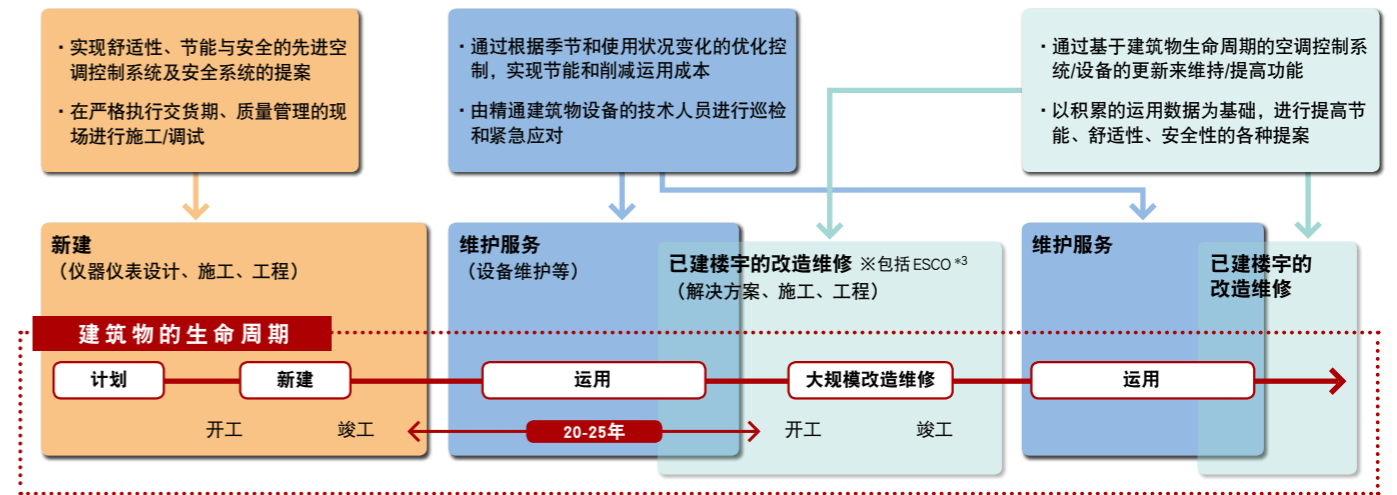 ·实现舒适性、节能与安全的先进空
调控制系统及安全系统的提案
·在严格执行交货期、质量管理的现
场进行施工/调试
·通过根据季节和使用状况变化的优化控
制，实现节能和削减运用成本
·由精通建筑物设备的技术人员进行巡检
和紧急应对
·通过基于建筑物生命周期的空调控制系
统/设备的更新来维持/提高功能
·以积累的运用数据为基础，进行提高节
能、舒适性、安全性的各种提案
新建
（仪器仪表设计、施工、工程）
维护服务
（设备维护等）
已建楼宇的改造维修 ※包括ESCO *3
（解决方案、施工、工程）
维护服务
已建楼宇的
改造维修
建筑物的生命周期
计划
新建
运用
大规模改造维修
运用
开工
竣工
20-25年
开工
竣工